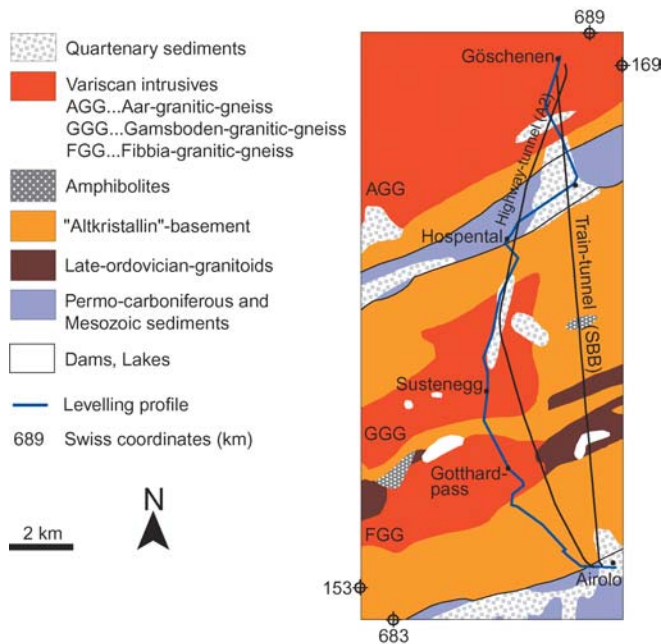 Quartenary sediments
Variscan intrusives
AGG...Aar-granitic-gneiss
GGG...Gamsboden-granitic-gneiss
FGG...Fibbia-granitic-gneiss
Amphibolites
"Altkristallin"-basement
Late-ordovician-granitoids
Permo-carboniferous and
Mesozoic sediments
Dams, Lakes
Levelling profile
689 Swiss coordinates (km)
N
2 km
689
169
Göschenen
Highway-tunnel (A2)
AGG
Hospental
Train-tunnel (SBB)
Sustenegg
GGG
Gotthard-
pass
FGG
Airolo
153
683